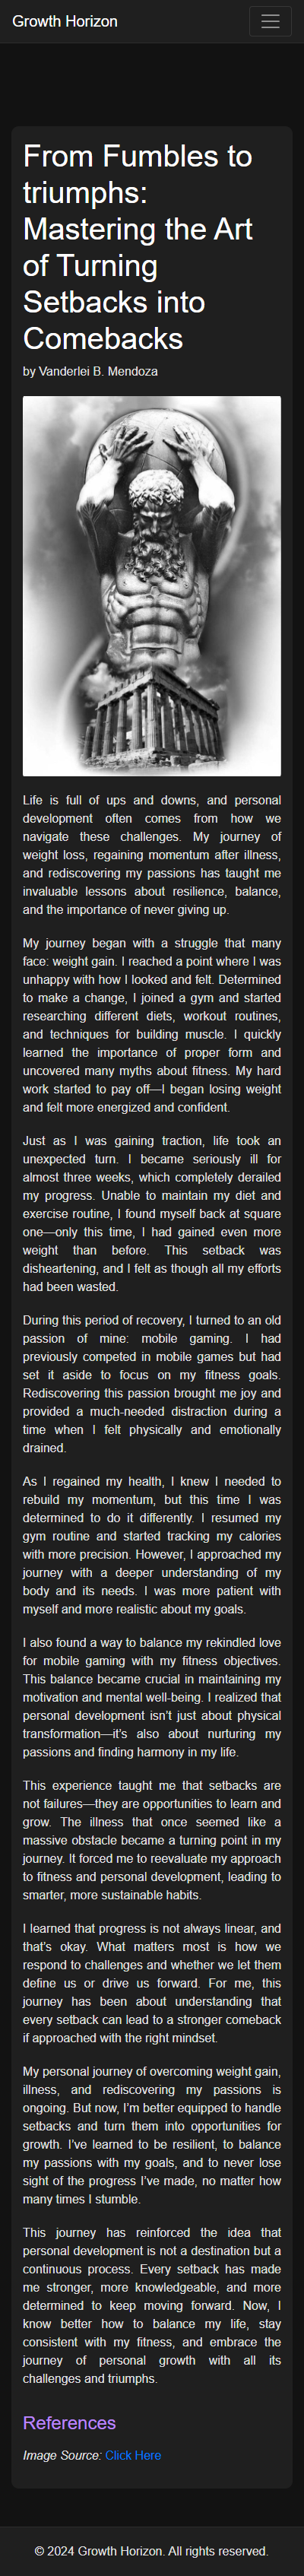 Growth Horizon
From Fumbles to
triumphs:
Mastering the Art
of Turning
Setbacks into
Comebacks
by Vanderlei B. Mendoza
Life is full of ups and downs, and personal
development often comes from how we
navigate these challenges. My journey of
weight loss, regaining momentum after illness,
and rediscovering my passions has taught me
invaluable lessons about resilience, balance,
and the importance of never giving up.
My journey began with a struggle that many
face: weight gain. I reached a point where I was
unhappy with how I looked and felt. Determined
to make a change, I joined a gym and started
researching different diets, workout routines,
and techniques for building muscle. I quickly
learned the importance of proper form and
uncovered many myths about fitness. My hard
work started to pay off—I began losing weight
and felt more energized and confident.
Just as I was gaining traction, life took an
unexpected turn. I became seriously ill for
almost three weeks, which completely derailed
my progress. Unable to maintain my diet and
exercise routine, I found myself back at square
one—only this time, I had gained even more
weight than before. This setback was
disheartening, and I felt as though all my efforts
had been wasted.
During this period of recovery, I turned to an old
passion of mine: mobile gaming. I had
previously competed in mobile games but had
set it aside to focus on my fitness goals.
Rediscovering this passion brought me joy and
provided a much-needed distraction during a
time when I felt physically and emotionally
drained.
As I regained my health, I knew I needed to
rebuild my momentum, but this time I was
determined to do it differently. I resumed my
gym routine and started tracking my calories
with more precision. However, I approached my
journey with a deeper understanding of my
body and its needs. I was more patient with
myself and more realistic about my goals.
I also found a way to balance my rekindled love
for mobile gaming with my fitness objectives.
This balance became crucial in maintaining my
motivation and mental well-being. I realized that
personal development isn’t just about physical
transformation—it’s also about nurturing my
passions and finding harmony in my life.
This experience taught me that setbacks are
not failures—they are opportunities to learn and
grow. The illness that once seemed like a
massive obstacle became a turning point in my
journey. It forced me to reevaluate my approach
to fitness and personal development, leading to
smarter, more sustainable habits.
I learned that progress is not always linear, and
that’s okay. What matters most is how we
respond to challenges and whether we let them
define us or drive us forward. For me, this
journey has been about understanding that
every setback can lead to a stronger comeback
if approached with the right mindset.
My personal journey of overcoming weight gain,
illness, and rediscovering my passions is
ongoing. But now, I’m better equipped to handle
setbacks and turn them into opportunities for
growth. I’ve learned to be resilient, to balance
my passions with my goals, and to never lose
sight of the progress I’ve made, no matter how
many times I stumble.
This journey has reinforced the idea that
personal development is not a destination but a
continuous process. Every setback has made
me stronger, more knowledgeable, and more
determined to keep moving forward. Now, I
know better how to balance my life, stay
consistent with my fitness, and embrace the
journey of personal growth with all its
challenges and triumphs.
References
Image Source: Click Here
© 2024 Growth Horizon. All rights reserved.